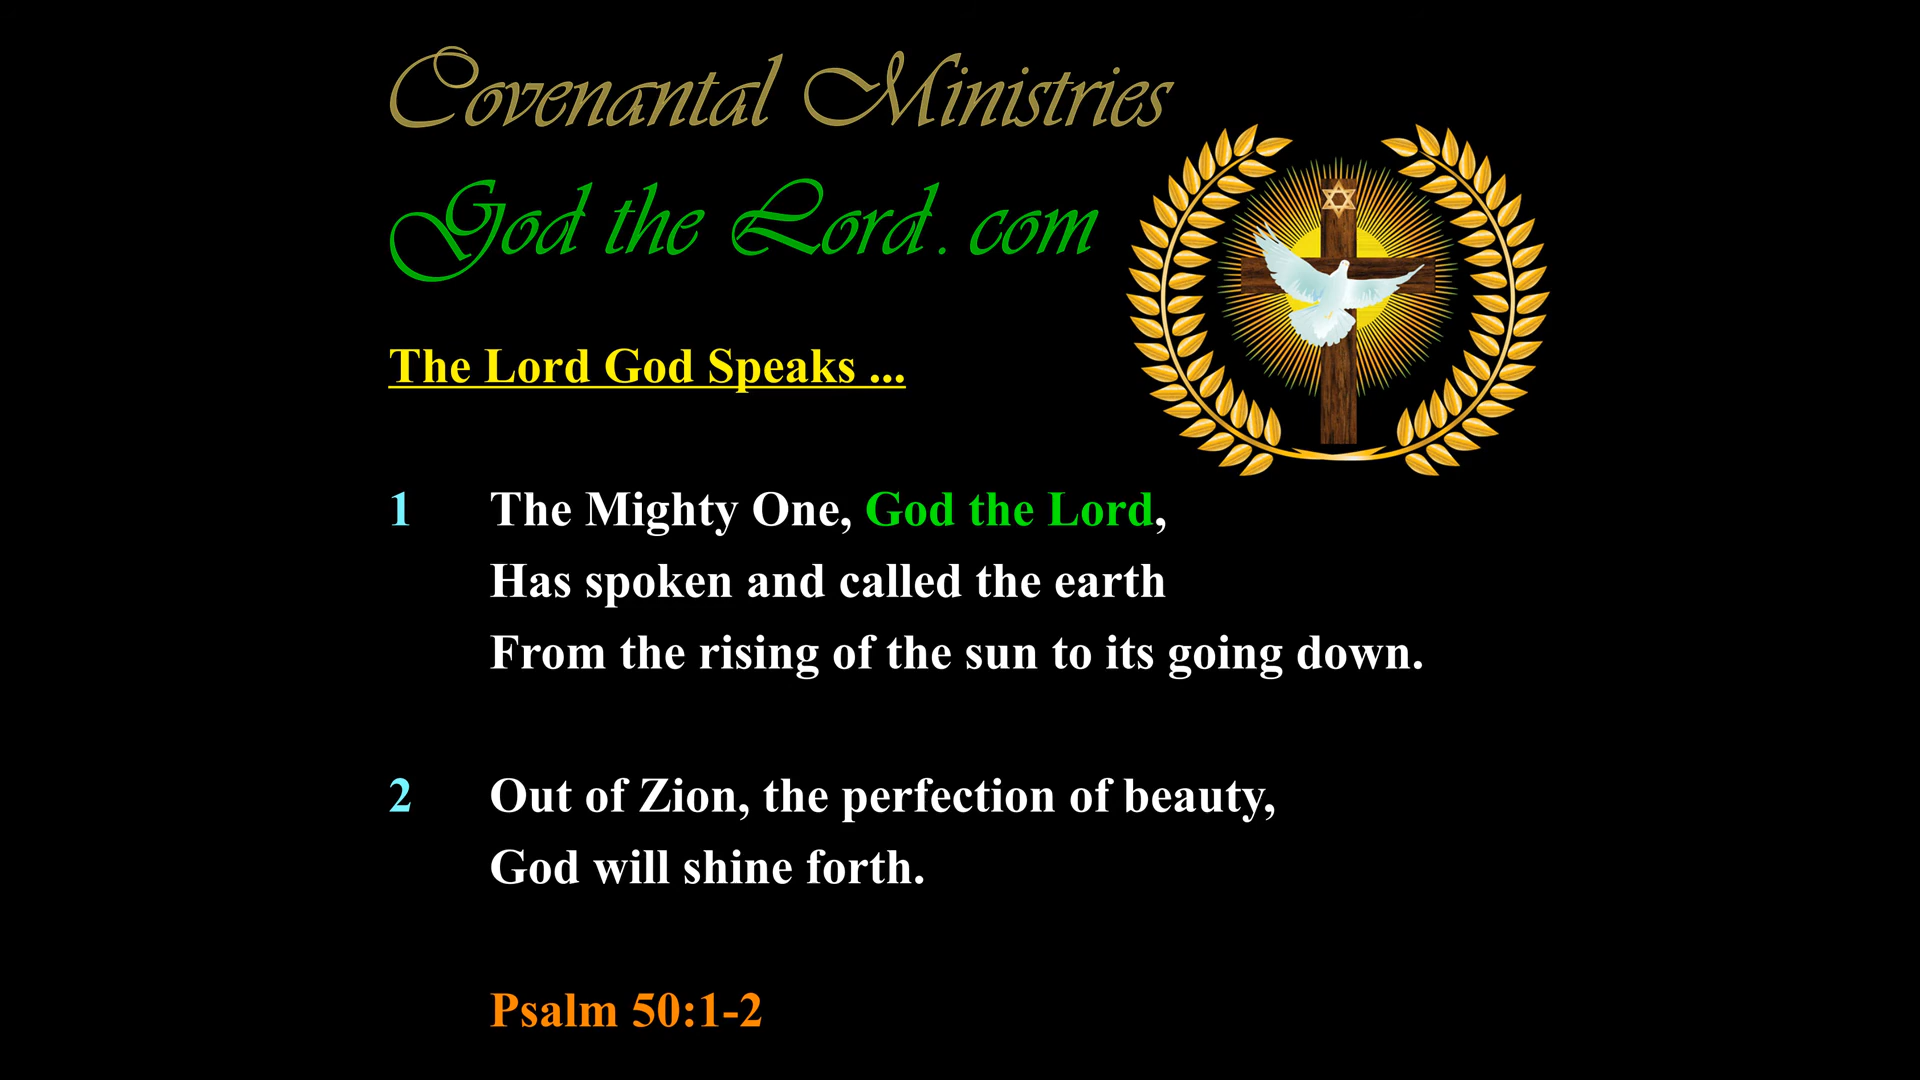 Covenantal Ministries
God the Lord.com
The Lord God Speaks ...
1 The Mighty One, God the Lord,
Has spoken and called the earth
From the rising of the sun to its going down.
2 Out of Zion, the perfection of beauty,
God will shine forth.
Psalm 50:1-2